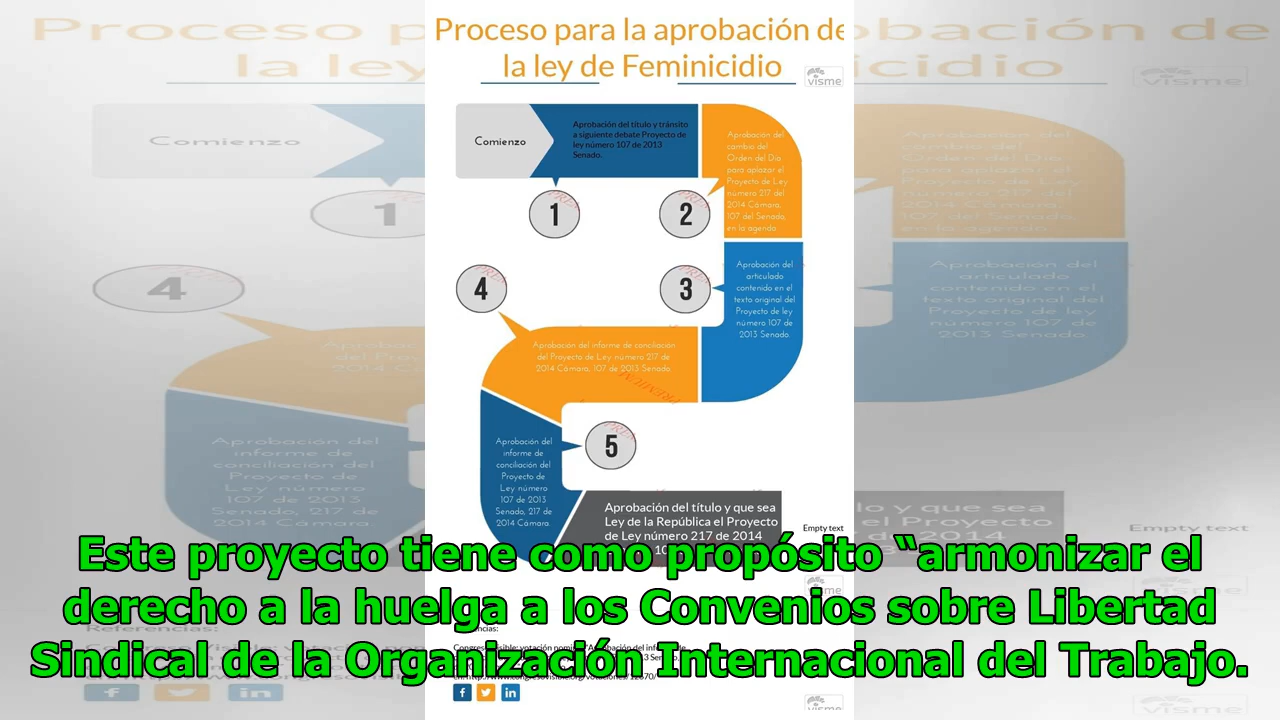 Proceso para la aprobación de
la ley de Feminicidio
visme
Comienzo
Aprobación del título y tránsito
a siguiente debate Proyecto de
ley número 107 de 2013
Senado.
Aprobación del
cambio del
Orden del Dia
para aplazar el
Proyecto de Ley
número 217 del
2014 Cámara,
107 del Senado,
en la agenda.
1
2
Aprobación del
articulado
contenido en el
texto original del
Proyecto de ley
número 107 de
2013 Senado.
4
3
Aprobación del informe de conciliación
del Proyecto de Ley número 217 de
2014 Cámara, 107 de 2013 Senado.
5
Aprobación del
informe de
conciliación del
Proyecto de
Ley número
107 de 2013
Senado, 217 de
2014 Cámara.
Aprobación del título y que sea
Ley de la República el Proyecto
de Ley número 217 de 2014
Empty text
Este proyecto tiene como propósito “armonizar el
derecho a la huelga a los Convenios sobre Libertad
Sindical de la Organización Internacional del Trabajo.
visme